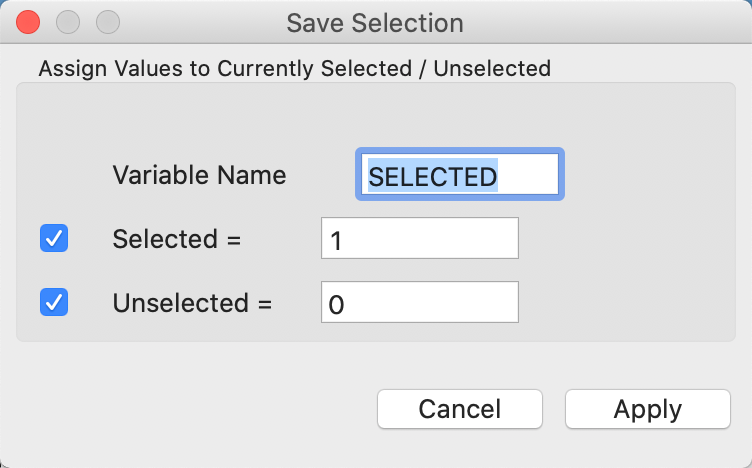 Save Selection
Assign Values to Currently Selected / Unselected
Variable Name SELECTED
Selected = 1
Unselected = 0
Cancel Apply